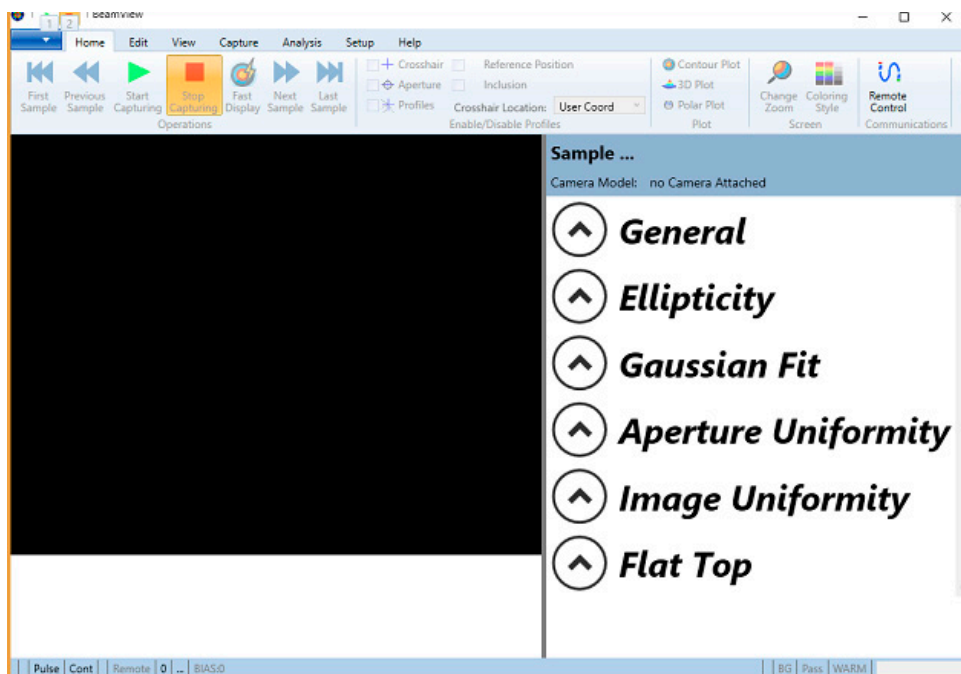 1 2 BeamView
Home Edit View Capture Analysis Setup Help
First Sample
Previous Sample
Start Capturing
Stop Capturing
Fast Display
Next Sample
Last Sample
Operations
Crosshair
Aperture
Profiles
Reference Position
Inclusion
Crosshair Location: User Coord
Enable/Disable Profiles
Contour Plot
3D Plot
Polar Plot
Plot
Change Zoom
Coloring Style
Screen
Remote Control
Communications
Sample ...
Camera Model: no Camera Attached
General
Ellipticity
Gaussian Fit
Aperture Uniformity
Image Uniformity
Flat Top
Pulse Cont Remote 0 ... BIAS:0 BG Pass WARM